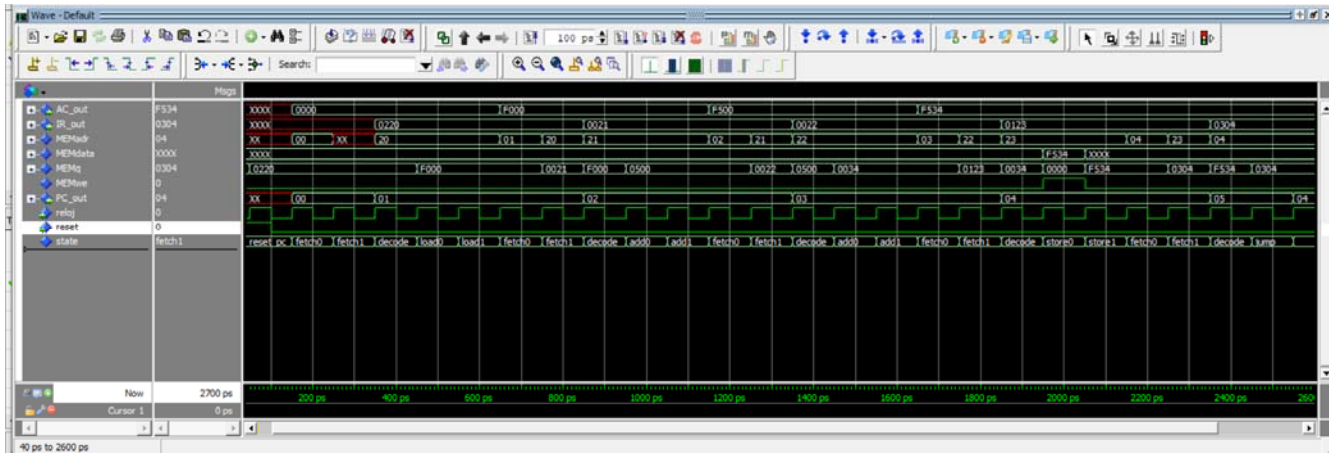 Wave - Default
100 ps
Search:
Msgs
AC_out F534 XXXX 0000 F000 F500 F534
IR_out 0304 XXXX 0220 0021 0022 0123 0304
MEMadr 04 XX 00 XX 20 01 20 21 02 21 22 03 22 23 04 23 04
MEMdata XXXX XXXX F534 XXXX
MEMq 0304 0220 F000 0021 F000 0500 0022 0500 0034 0123 0034 0000 F534 0304 F534 0304
MEMwe 0
PC_out 04 XX 00 01 02 03 04 05 04
reloj 0
reset 0
state fetch1 reset_pc fetch0 fetch1 decode load0 load1 fetch0 fetch1 decode add0 add1 fetch0 fetch1 decode add0 add1 fetch0 fetch1 decode store0 store1 fetch0 fetch1 decode jump
Now 2700 ps 200 ps 400 ps 600 ps 800 ps 1000 ps 1200 ps 1400 ps 1600 ps 1800 ps 2000 ps 2200 ps 2400 ps 260
Cursor 1 0 ps
40 ps to 2600 ps